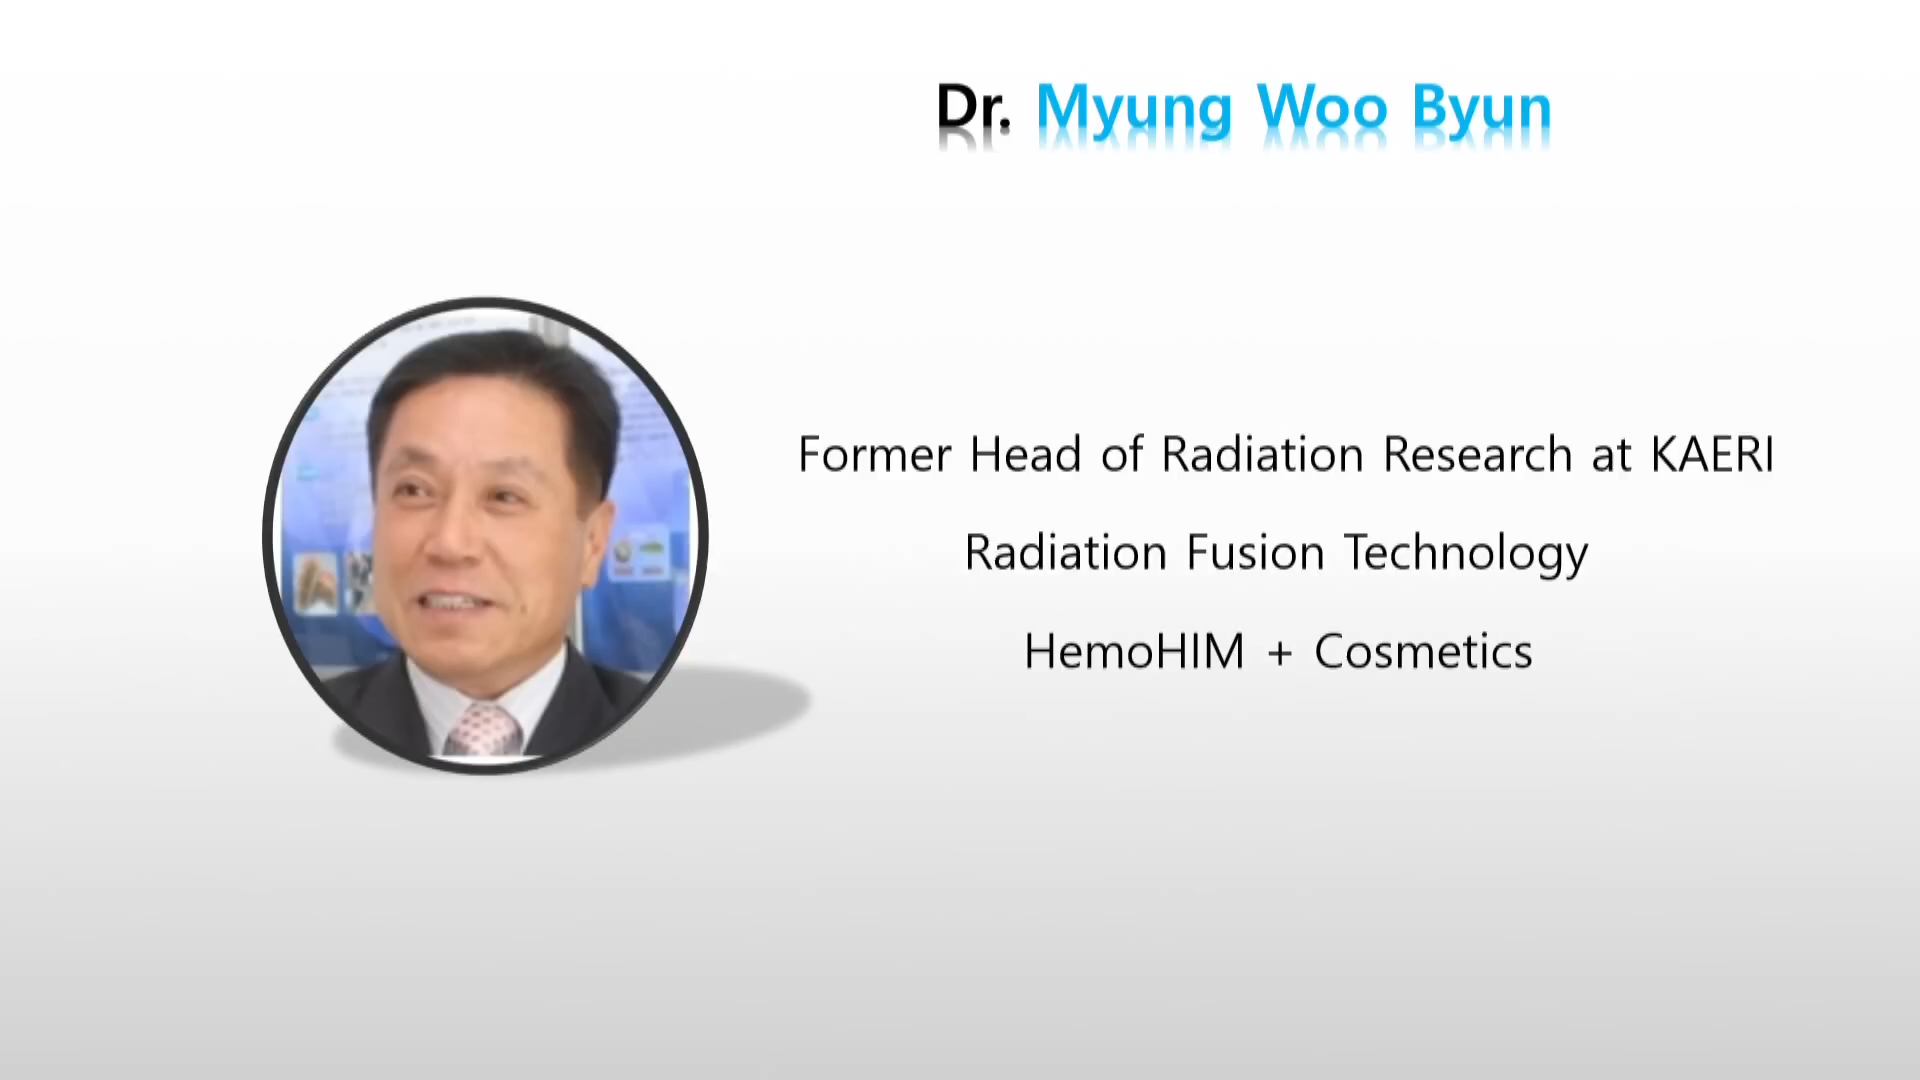 Dr. Myung Woo Byun
Former Head of Radiation Research at KAERI
Radiation Fusion Technology
HemoHIM + Cosmetics